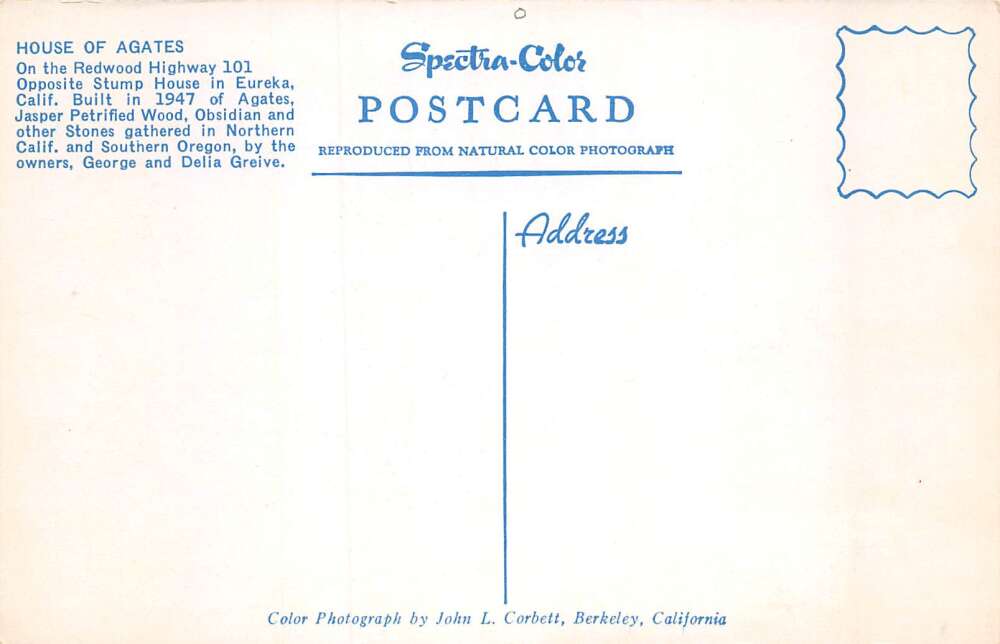 HOUSE OF AGATES
On the Redwood Highway 101
Opposite Stump House in Eureka,
Calif. Built in 1947 of Agates,
Jasper Petrified Wood, Obsidian and
other Stones gathered in Northern
Calif. and Southern Oregon, by the
owners, George and Delia Greive.
Spectra-Color
POSTCARD
REPRODUCED FROM NATURAL COLOR PHOTOGRAPH
Address
Color Photograph by John L. Corbett, Berkeley, California